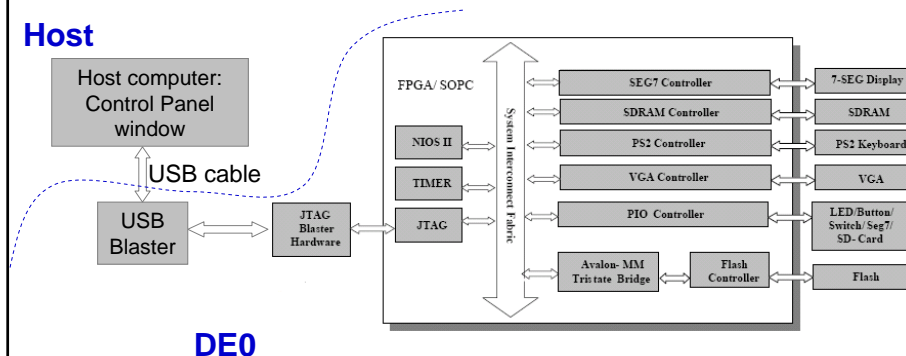 Host
Host computer:
Control Panel
window
USB cable
USB
Blaster
JTAG
Blaster
Hardware
DE0
FPGA/ SOPC
NIOS II
TIMER
JTAG
System Interconnect Fabric
SEG7 Controller
SDRAM Controller
PS2 Controller
VGA Controller
PIO Controller
Avalon- MM
Tristate Bridge
Flash
Controller
7-SEG Display
SDRAM
PS2 Keyboard
VGA
LED/Button/
Switch/ Seg7/
SD- Card
Flash